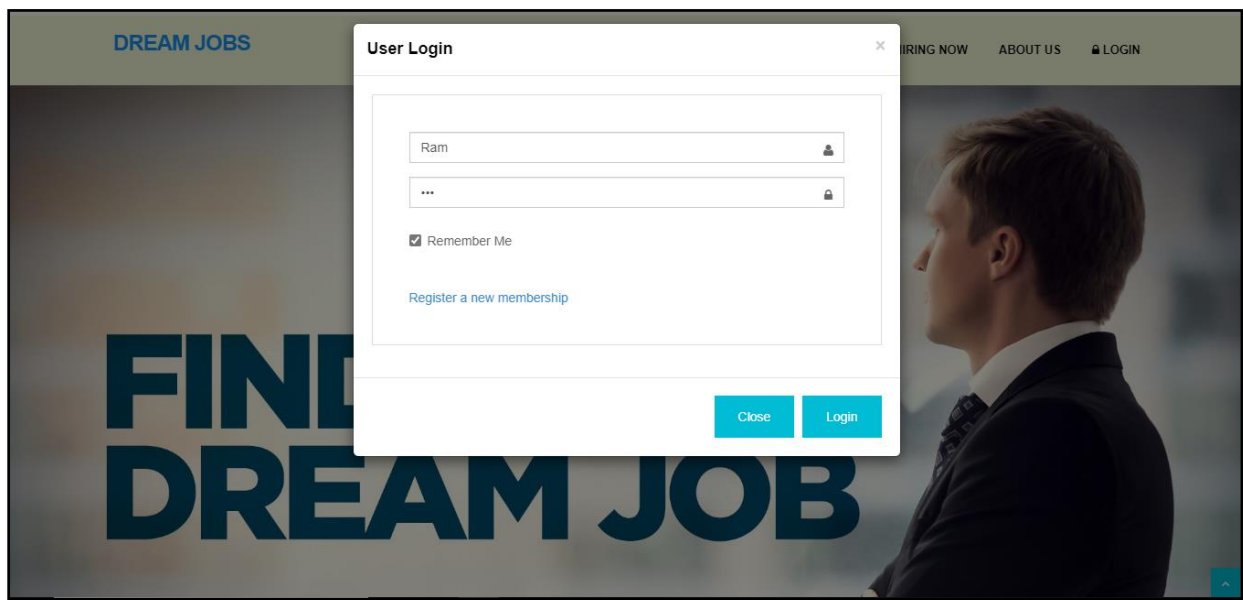 DREAM JOBS
User Login
×
IRING NOW ABOUT US LOGIN
Ram
•••
Remember Me
Register a new membership
Close Login
FIND
DREAM JOB